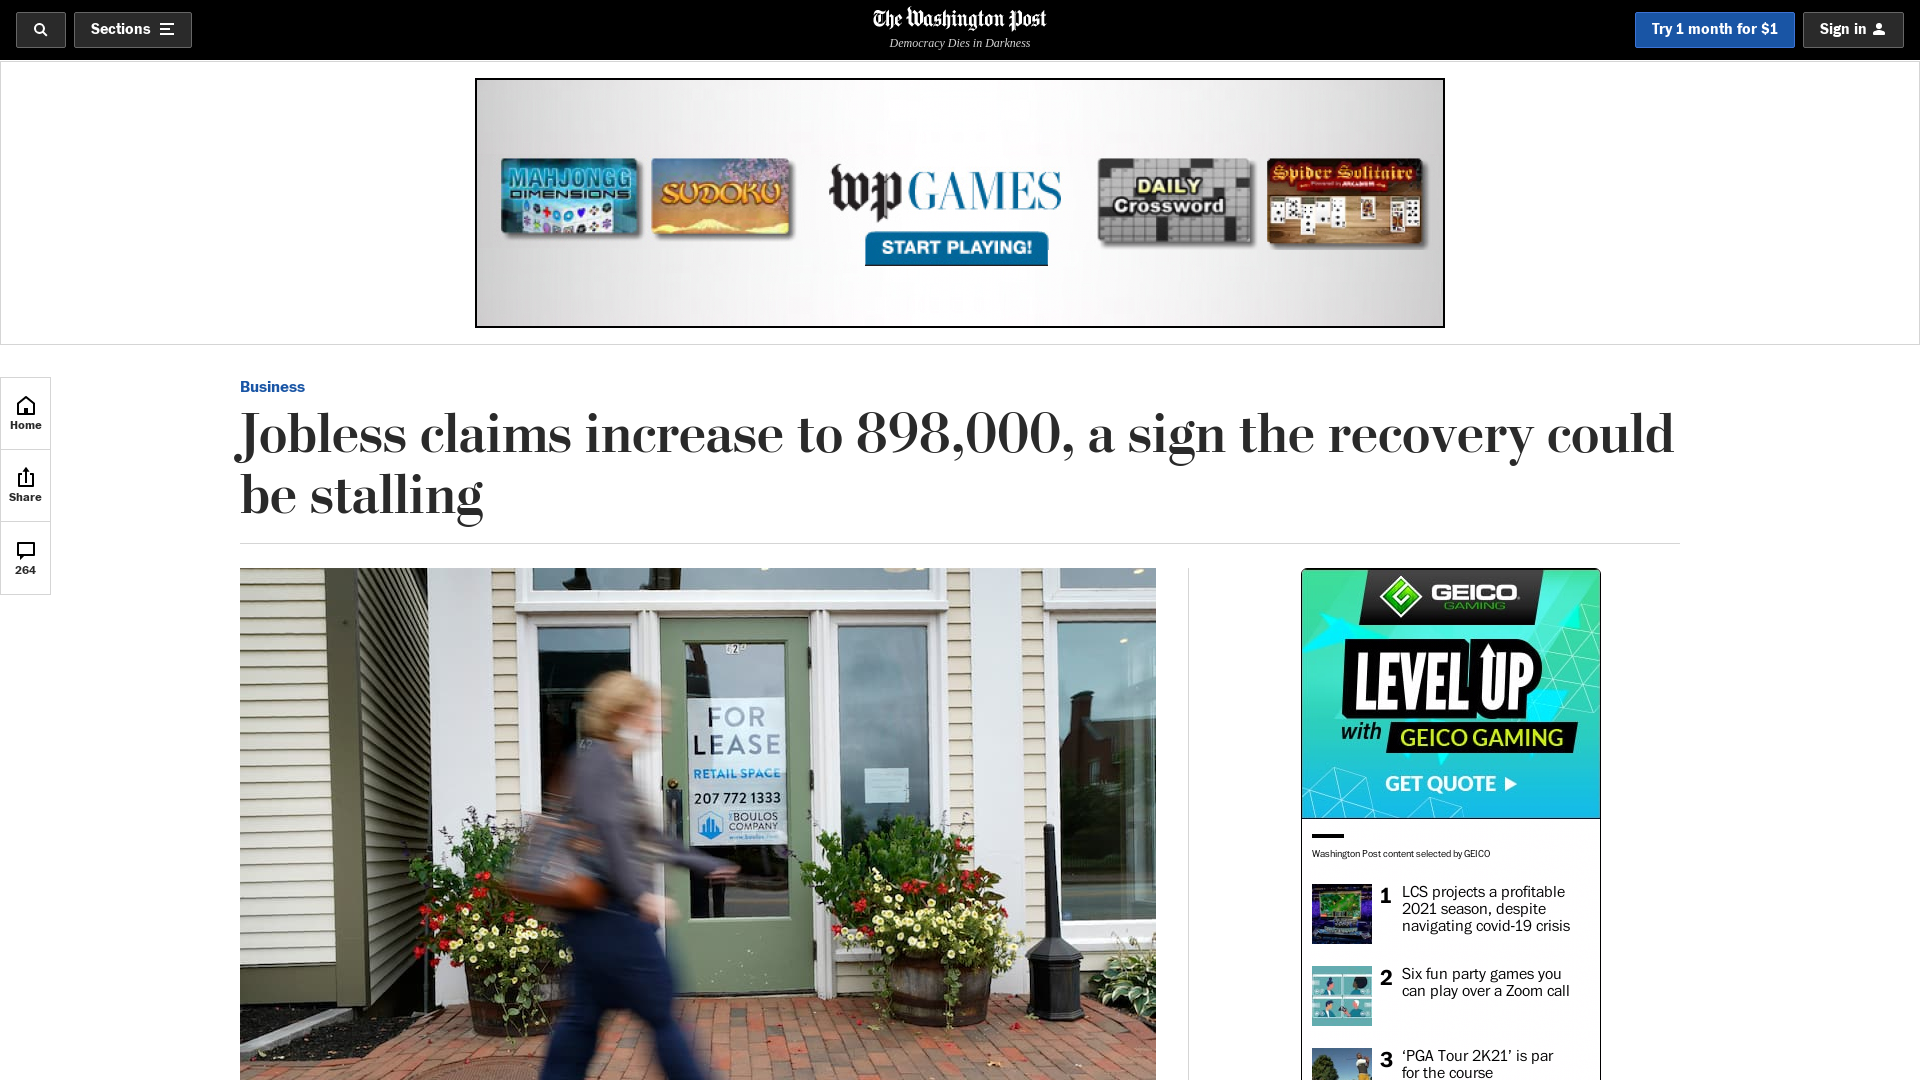 Sections
The Washington Post
Democracy Dies in Darkness
Try 1 month for $1
Sign in
MAHJONGG
DIMENSIONS
SUDOKU
wp GAMES
START PLAYING!
DAILY
Crossword
Spider Solitaire
Home
Share
264
Business
Jobless claims increase to 898,000, a sign the recovery could
be stalling
FOR
LEASE
RETAIL SPACE
207 772 1333
THE BOULOS
COMPANY
www.boulos.com
42
GEICO
GAMING
LEVEL UP
with GEICO GAMING
GET QUOTE
Washington Post content selected by GEICO
1 LCS projects a profitable
2021 season, despite
navigating covid-19 crisis
2 Six fun party games you
can play over a Zoom call
3 ‘PGA Tour 2K21’ is par
for the course